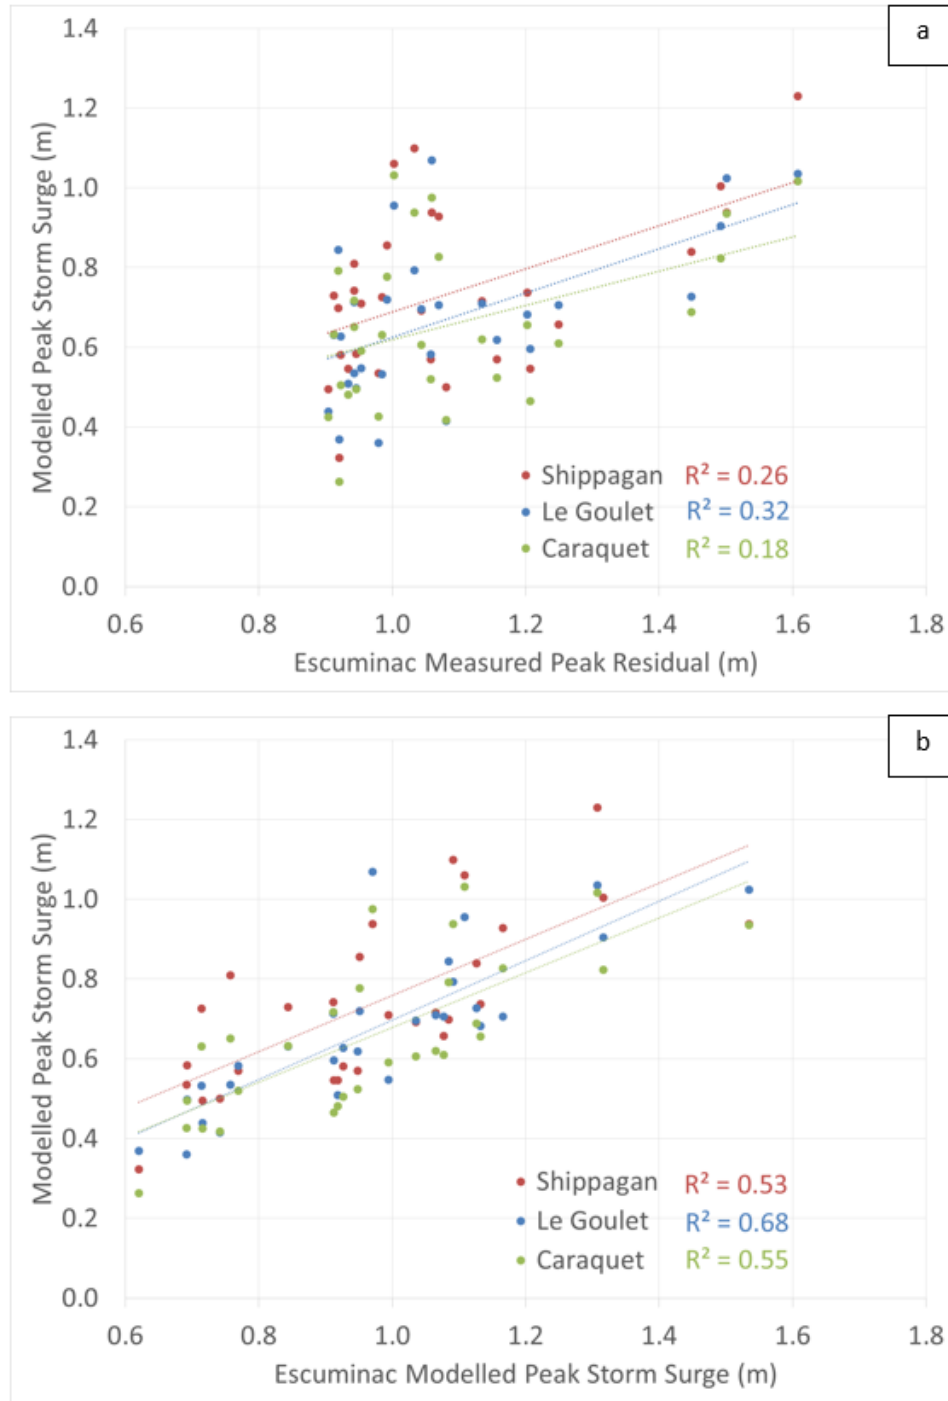 a
1.4
1.2
1.0
0.8
0.6
0.4
0.2
0.0
Modelled Peak Storm Surge (m)
Shippagan R² = 0.26
Le Goulet R² = 0.32
Caraquet R² = 0.18
0.6 0.8 1.0 1.2 1.4 1.6 1.8
Escuminac Measured Peak Residual (m)
b
1.4
1.2
1.0
0.8
0.6
0.4
0.2
0.0
Modelled Peak Storm Surge (m)
Shippagan R² = 0.53
Le Goulet R² = 0.68
Caraquet R² = 0.55
0.6 0.8 1.0 1.2 1.4 1.6 1.8
Escuminac Modelled Peak Storm Surge (m)